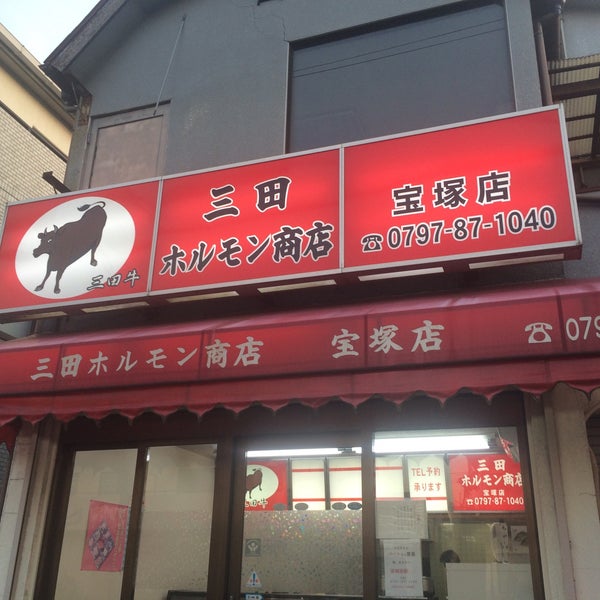 三田
ホルモン商店
宝塚店
☎0797-87-1040
三田牛
三田ホルモン商店 宝塚店 ☎079
TEL予約
承ります
三田
ホルモン商店
宝塚店
☎0797-87-1040